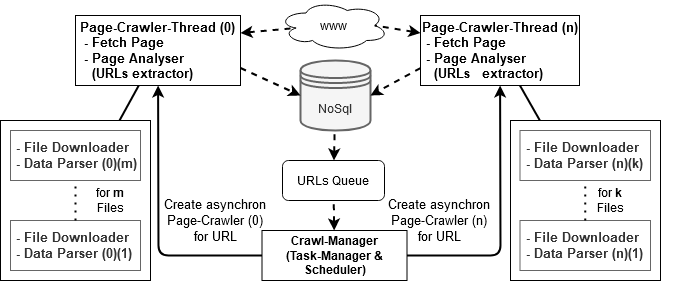 Page-Crawler-Thread (0)
- Fetch Page
- Page Analyser
(URLs extractor)
www
Page-Crawler-Thread (n)
- Fetch Page
- Page Analyser
(URLs extractor)
NoSql
- File Downloader
- Data Parser (0)(m)
for m
Files
- File Downloader
- Data Parser (0)(1)
URLs Queue
Create asynchron
Page-Crawler (0)
for URL
Create asynchron
Page-Crawler (n)
for URL
Crawl-Manager
(Task-Manager &
Scheduler)
- File Downloader
- Data Parser (n)(k)
for k
Files
- File Downloader
- Data Parser (n)(1)